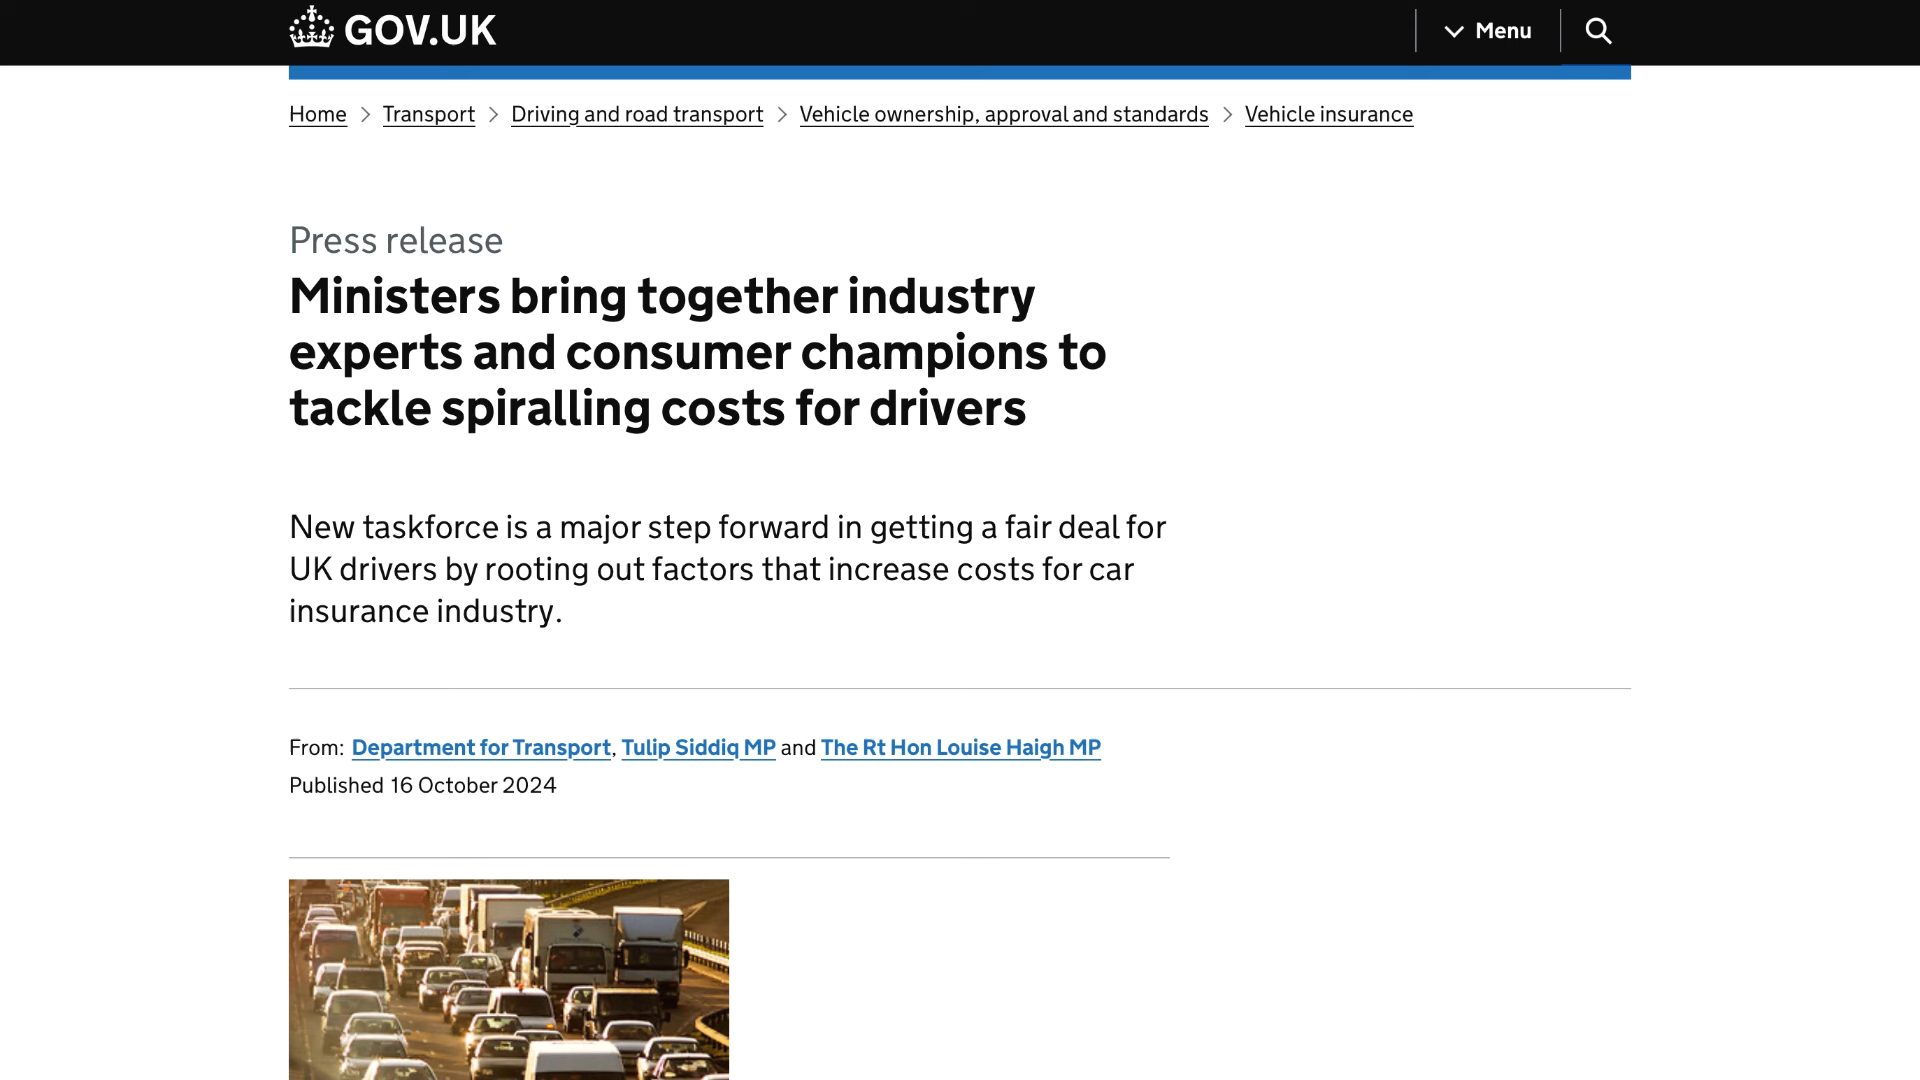 GOV.UK
Menu
Home > Transport > Driving and road transport > Vehicle ownership, approval and standards > Vehicle insurance
Press release
Ministers bring together industry
experts and consumer champions to
tackle spiralling costs for drivers
New taskforce is a major step forward in getting a fair deal for
UK drivers by rooting out factors that increase costs for car
insurance industry.
From: Department for Transport, Tulip Siddiq MP and The Rt Hon Louise Haigh MP
Published 16 October 2024